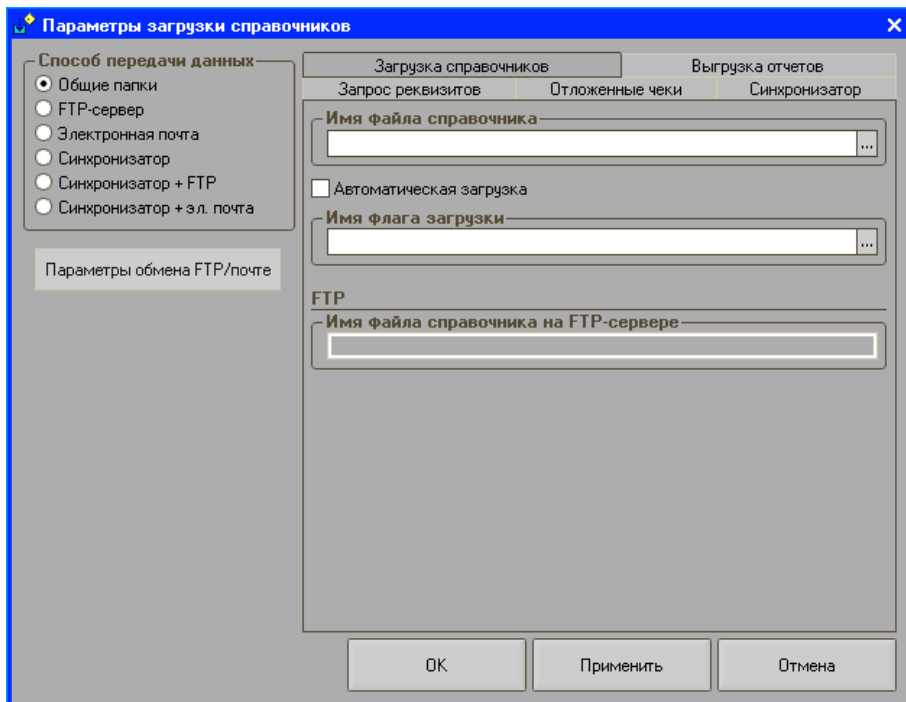 Параметры загрузки справочников
Способ передачи данных
Общие папки
FTP-сервер
Электронная почта
Синхронизатор
Синхронизатор + FTP
Синхронизатор + эл. почта
Параметры обмена FTP/почте
Загрузка справочников
Выгрузка отчетов
Запрос реквизитов
Отложенные чеки
Синхронизатор
Имя файла справочника
...
Автоматическая загрузка
Имя флага загрузки
...
FTP
Имя файла справочника на FTP-сервере
OK
Применить
Отмена